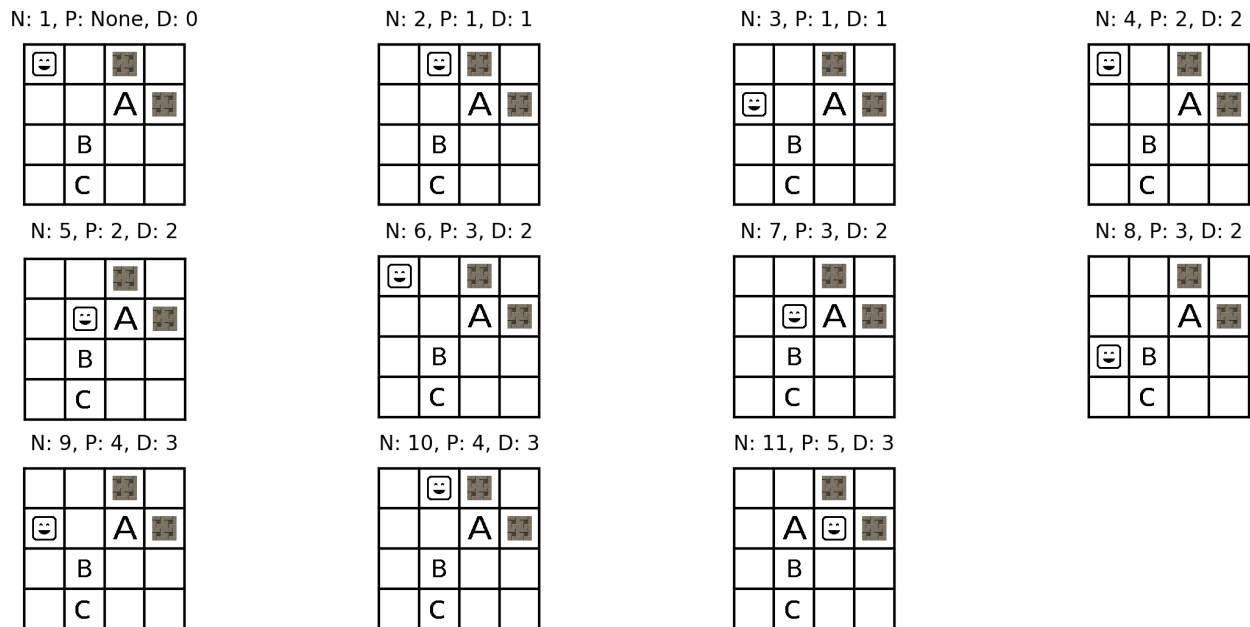 N: 1, P: None, D: 0
A
B
C
N: 2, P: 1, D: 1
A
B
C
N: 3, P: 1, D: 1
A
B
C
N: 4, P: 2, D: 2
A
B
C
N: 5, P: 2, D: 2
A
B
C
N: 6, P: 3, D: 2
A
B
C
N: 7, P: 3, D: 2
A
B
C
N: 8, P: 3, D: 2
A
B
C
N: 9, P: 4, D: 3
A
B
C
N: 10, P: 4, D: 3
A
B
C
N: 11, P: 5, D: 3
A
B
C